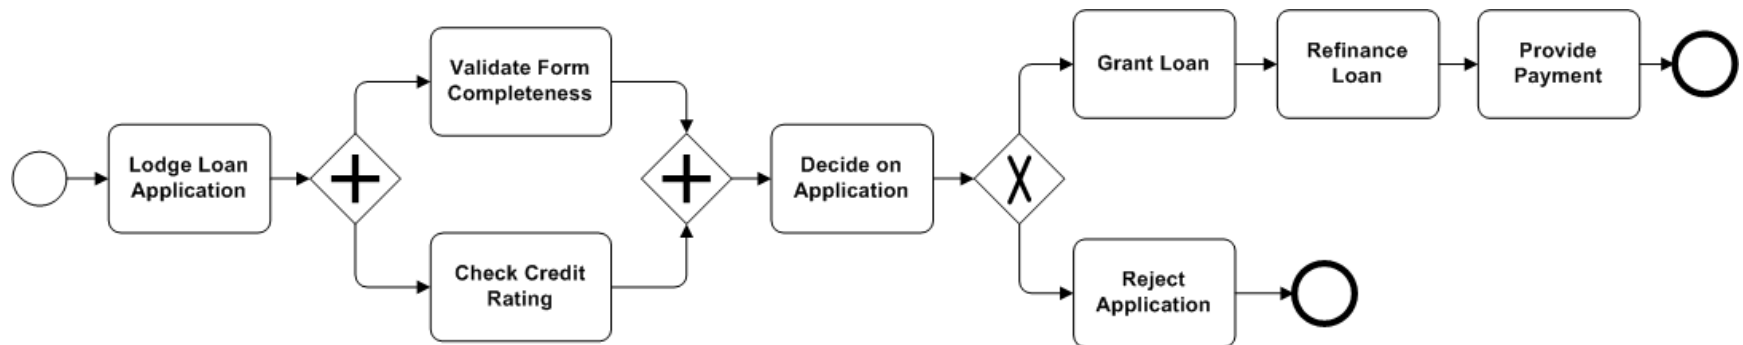 Lodge Loan
Application
Validate Form
Completeness
Check Credit
Rating
Decide on
Application
Grant Loan
Refinance
Loan
Provide
Payment
Reject
Application